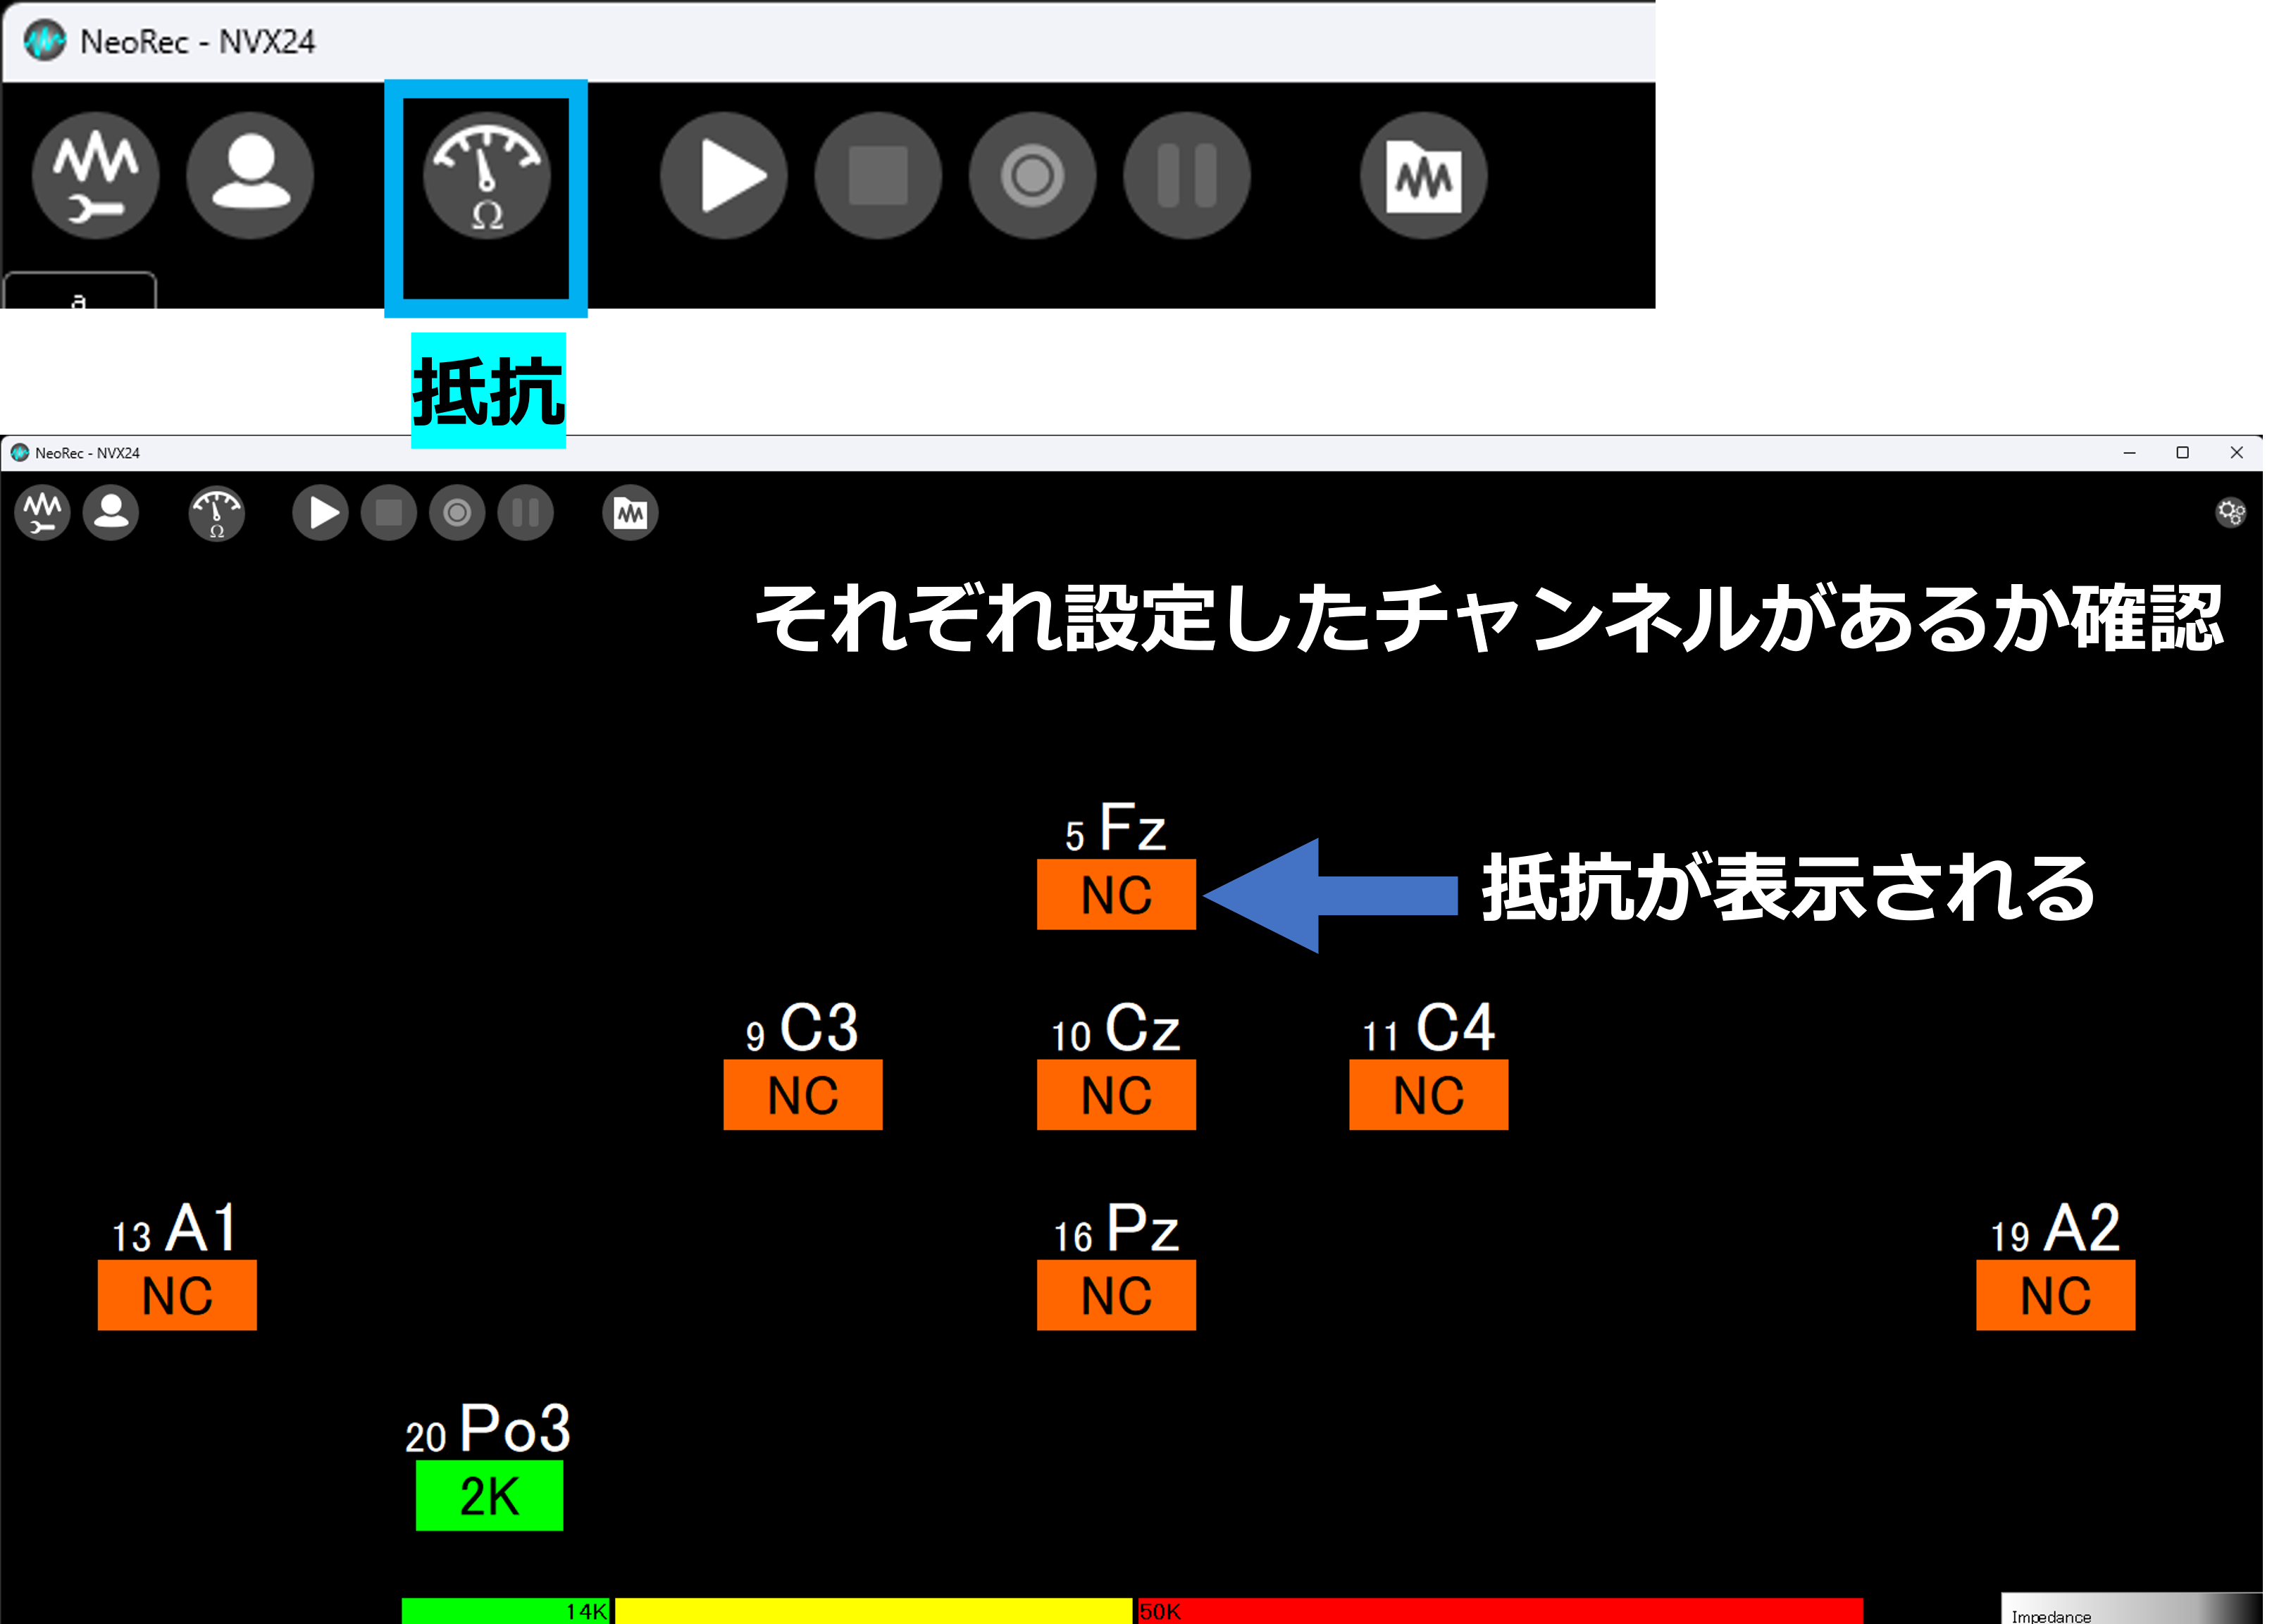 NeoRec - NVX24
Ω
a
抵抗
NeoRec - NVX24
Ω
それぞれ設定したチャンネルがあるか確認
5 Fz
NC
抵抗が表示される
9 C3
10 Cz
11 C4
NC
NC
NC
13 A1
16 Pz
19 A2
NC
NC
NC
20 Po3
2K
14K
50K
Impedance